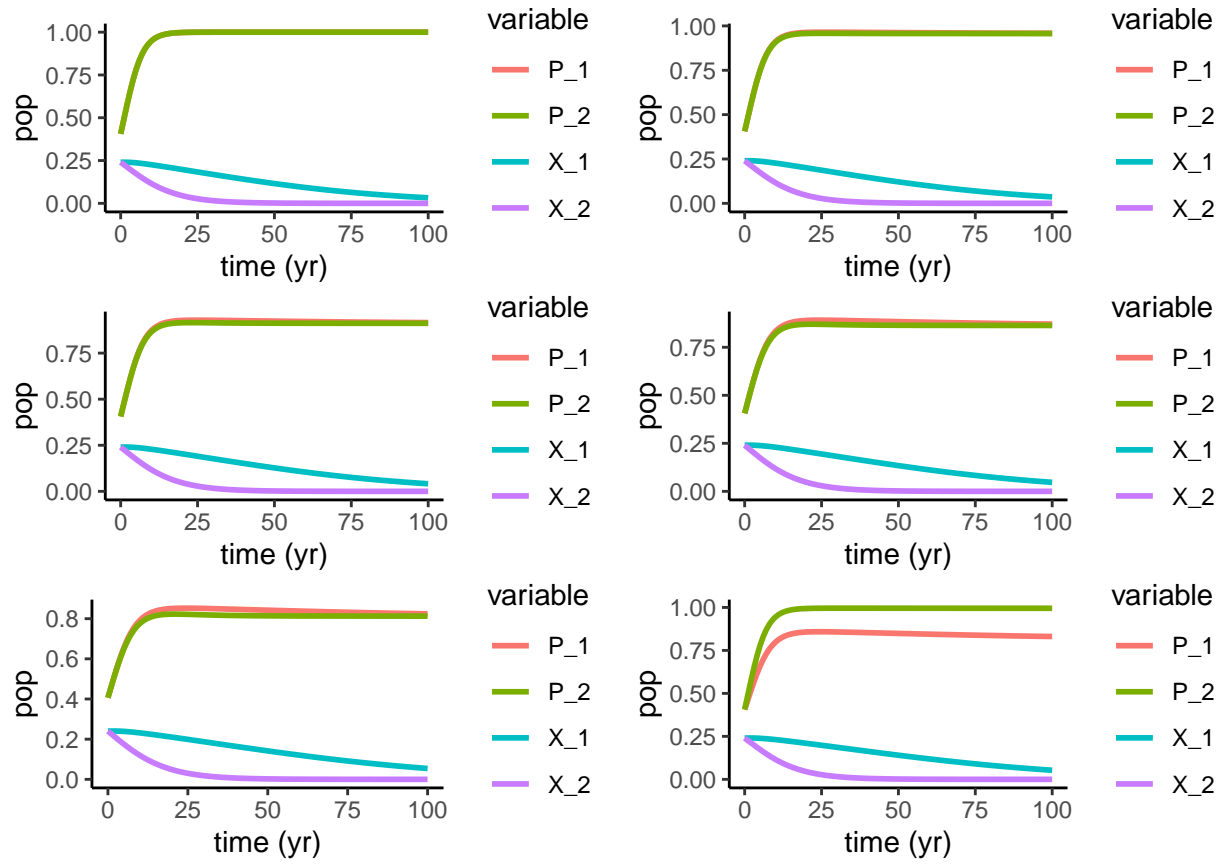 variable
1.00
0.75
0.50
0.25
0.00
pop
0 25 50 75 100
time (yr)
P_1
P_2
X_1
X_2
variable
1.00
0.75
0.50
0.25
0.00
pop
0 25 50 75 100
time (yr)
P_1
P_2
X_1
X_2
variable
0.75
0.50
0.25
0.00
pop
0 25 50 75 100
time (yr)
P_1
P_2
X_1
X_2
variable
0.75
0.50
0.25
0.00
pop
0 25 50 75 100
time (yr)
P_1
P_2
X_1
X_2
variable
0.8
0.6
0.4
0.2
0.0
pop
0 25 50 75 100
time (yr)
P_1
P_2
X_1
X_2
variable
1.00
0.75
0.50
0.25
0.00
pop
0 25 50 75 100
time (yr)
P_1
P_2
X_1
X_2